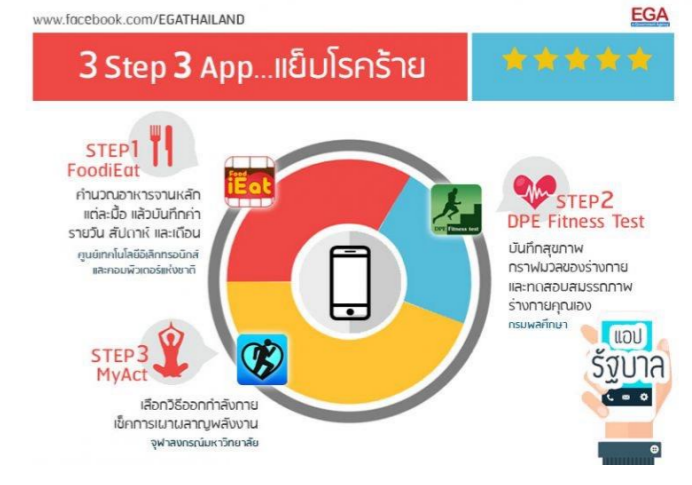 www.facebook.com/EGATHAILAND
EGA
3 Step 3 App...แย็บโรคร้าย
STEP1
FoodiEat
คำนวณอาหารจานหลัก
แต่ละมื้อ แล้วบันทึกค่า
รายวัน สัปดาห์ และเดือน
ศูนย์เทคโนโลยีอิเล็กทรอนิกส์
และคอมพิวเตอร์แห่งชาติ
Food
iEat
DPE Fitness test
STEP2
DPE Fitness Test
บันทึกสุขภาพ
กราฟมวลของร่างกาย
และทดสอบสมรรถภาพ
ร่างกายคุณเอง
กรมพลศึกษา
STEP3
MyAct
เลือกวิธีออกกำลังกาย
เช็คการเผาผลาญพลังงาน
จุฬาลงกรณ์มหาวิทยาลัย
แอป
รัฐบาล